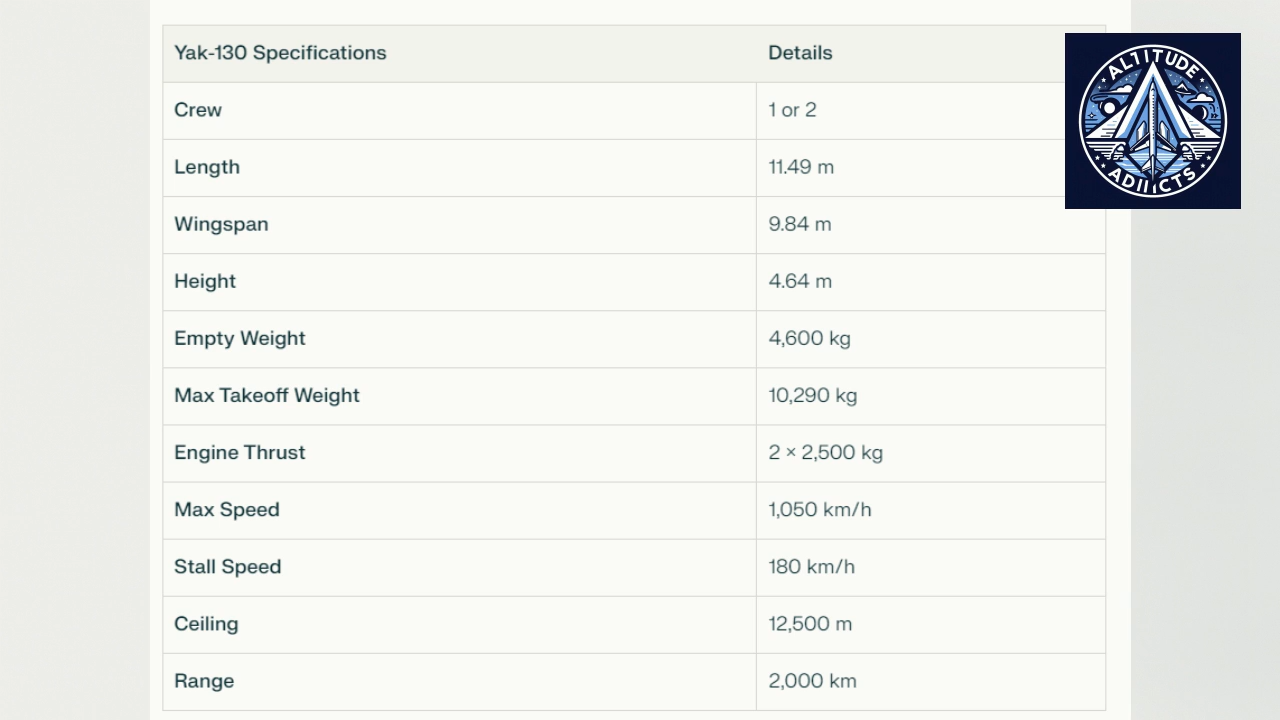 Yak-130 Specifications Details
Crew 1 or 2
Length 11.49 m
Wingspan 9.84 m
Height 4.64 m
Empty Weight 4,600 kg
Max Takeoff Weight 10,290 kg
Engine Thrust 2 × 2,500 kg
Max Speed 1,050 km/h
Stall Speed 180 km/h
Ceiling 12,500 m
Range 2,000 km
ALTITUDE
ADIICTS